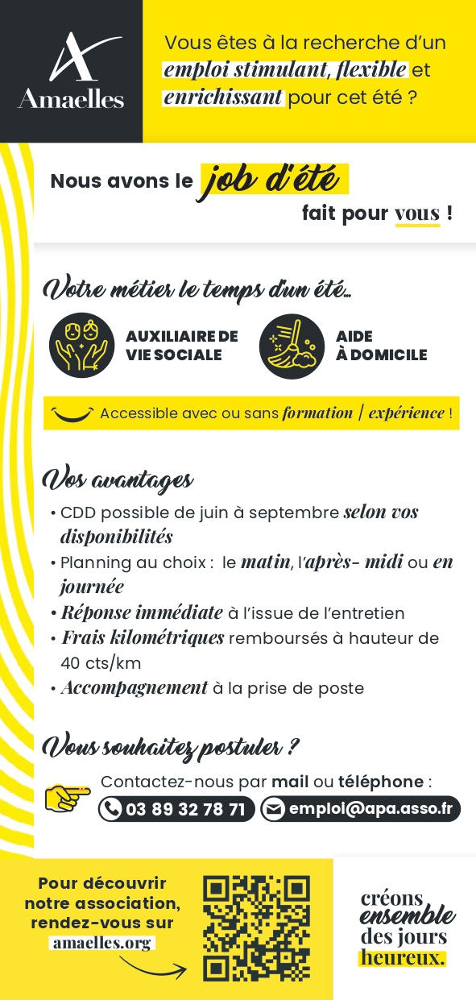 Amaelles
Vous êtes à la recherche d'un
emploi stimulant, flexible et
enrichissant pour cet été ?
Nous avons le job d'été
fait pour vous !
Votre métier le temps d'un été...
AUXILIAIRE DE
VIE SOCIALE
AIDE
À DOMICILE
Accessible avec ou sans formation / expérience !
Vos avantages
• CDD possible de juin à septembre selon vos
disponibilités
• Planning au choix : le matin, l'après- midi ou en
journée
• Réponse immédiate à l'issue de l'entretien
• Frais kilométriques remboursés à hauteur de
40 cts/km
• Accompagnement à la prise de poste
Vous souhaitez postuler ?
Contactez-nous par mail ou téléphone :
03 89 32 78 71
emploi@apa.asso.fr
Pour découvrir
notre association,
rendez-vous sur
amaelles.org
créons
ensemble
des jours
heureux.